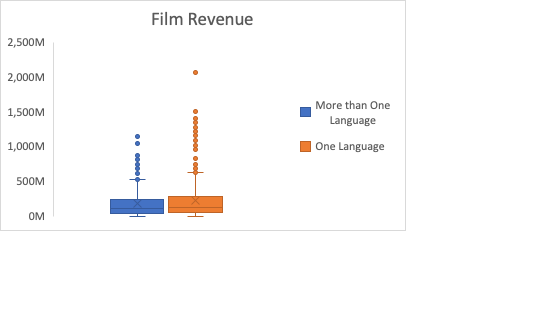 Film Revenue
2,500M
2,000M
1,500M
1,000M
500M
0M
More than One
Language
One Language